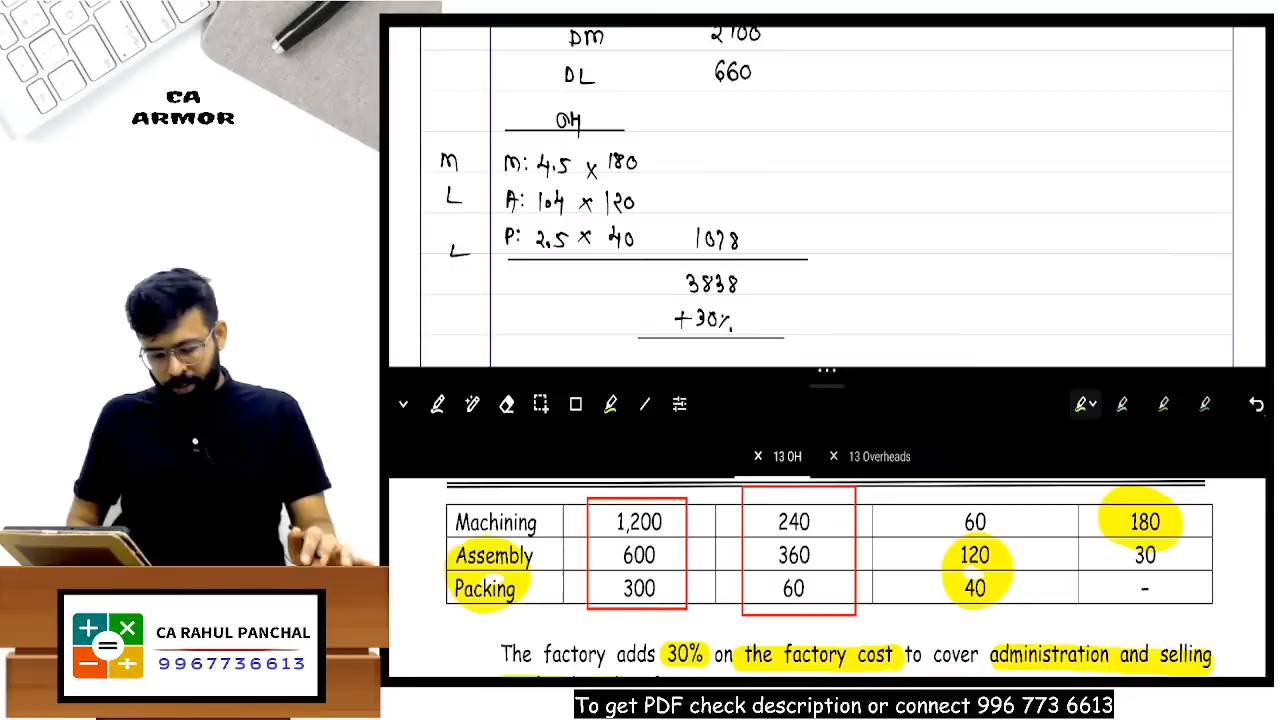 CA
ARMOR
DM 2100
DL 660
OH
M M: 4.5 × 180
L A: 1.4 × 120
L P: 2.5 × 40 1078
3838
+30%
× 13 OH × 13 Overheads
Machining 1,200 240 60 180
Assembly 600 360 120 30
Packing 300 60 40 -
The factory adds 30% on the factory cost to cover administration and selling
CA RAHUL PANCHAL
9967736613
To get PDF check description or connect 996 773 6613